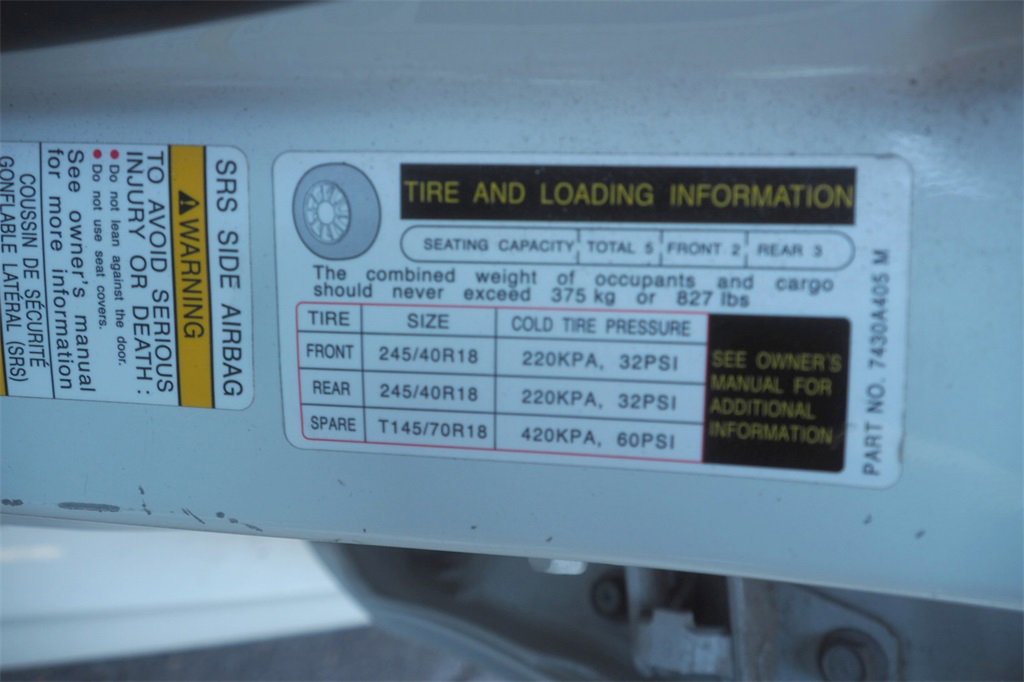 SRS SIDE AIRBAG
WARNING
TO AVOID SERIOUS
INJURY OR DEATH:
● Do not lean against the door.
● Do not use seat covers.
See owner's manual
for more information
COUSSIN DE SÉCURITÉ
GONFLABLE LATÉRAL (SRS)
TIRE AND LOADING INFORMATION
SEATING CAPACITY TOTAL 5 FRONT 2 REAR 3
The combined weight of occupants and cargo
should never exceed 375 kg or 827 lbs
TIRE SIZE COLD TIRE PRESSURE
FRONT 245/40R18 220KPA, 32PSI
REAR 245/40R18 220KPA, 32PSI
SPARE T145/70R18 420KPA, 60PSI
SEE OWNER'S
MANUAL FOR
ADDITIONAL
INFORMATION
PART NO. 7430A405 M